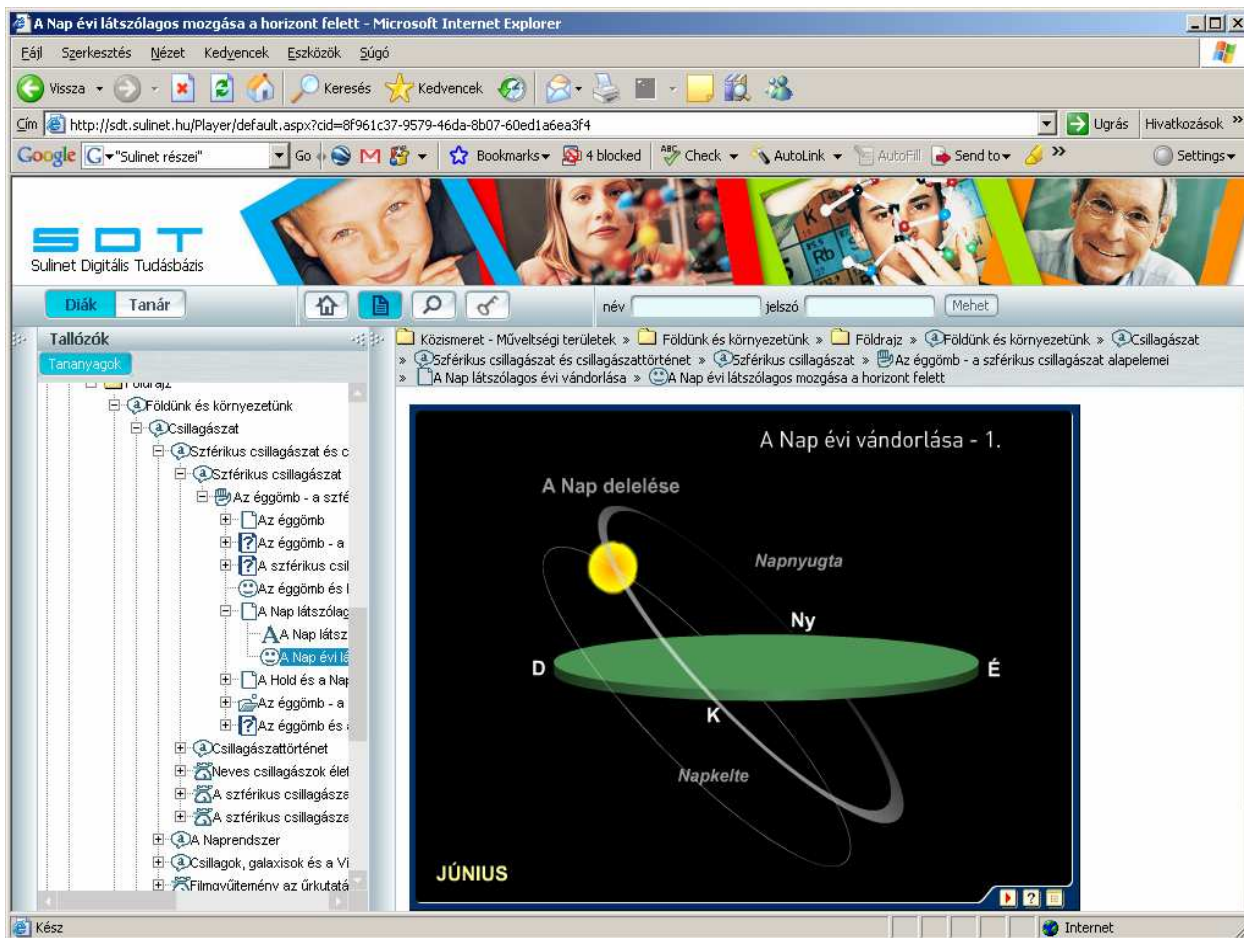 A Nap évi látszólagos mozgása a horizont felett - Microsoft Internet Explorer
Fájl Szerkesztés Nézet Kedvencek Eszközök Súgó
Vissza Keresés Kedvencek
Cím http://sdt.sulinet.hu/Player/default.aspx?cid=8f961c37-9579-46da-8b07-60ed1a6ea3f4 Ugrás Hivatkozások »
Google G "Sulinet részei" Go Bookmarks 4 blocked ABC Check AutoLink AutoFill Send to » Settings
SDT
Sulinet Digitális Tudásbázis
K
Rb
Diák Tanár név jelszó Mehet
Tallózók
Tananyagok
Földrajz
Földünk és környezetünk
Csillagászat
Szférikus csillagászat és c
Szférikus csillagászat
Az éggömb - a szfé
Az éggömb
Az éggömb - a
A szférikus csil
Az éggömb és
A Nap látszólag
A Nap látsz
A Nap évi lá
A Hold és a Nap
Az éggömb - a
Az éggömb és
Csillagászattörténet
Neves csillagászok élet
A szférikus csillagásza
A szférikus csillagásza
A Naprendszer
Csillagok, galaxisok és a Vi
Filmgyűjtemény az űrkutatá
Közismeret - Műveltségi területek » Földünk és környezetünk » Földrajz » Földünk és környezetünk » Csillagászat
» Szférikus csillagászat és csillagászattörténet » Szférikus csillagászat » Az éggömb - a szférikus csillagászat alapelemei
» A Nap látszólagos évi vándorlása » A Nap évi látszólagos mozgása a horizont felett
A Nap évi vándorlása - 1.
A Nap delelése
Napnyugta
Ny
D
É
K
Napkelte
JÚNIUS
Kész Internet